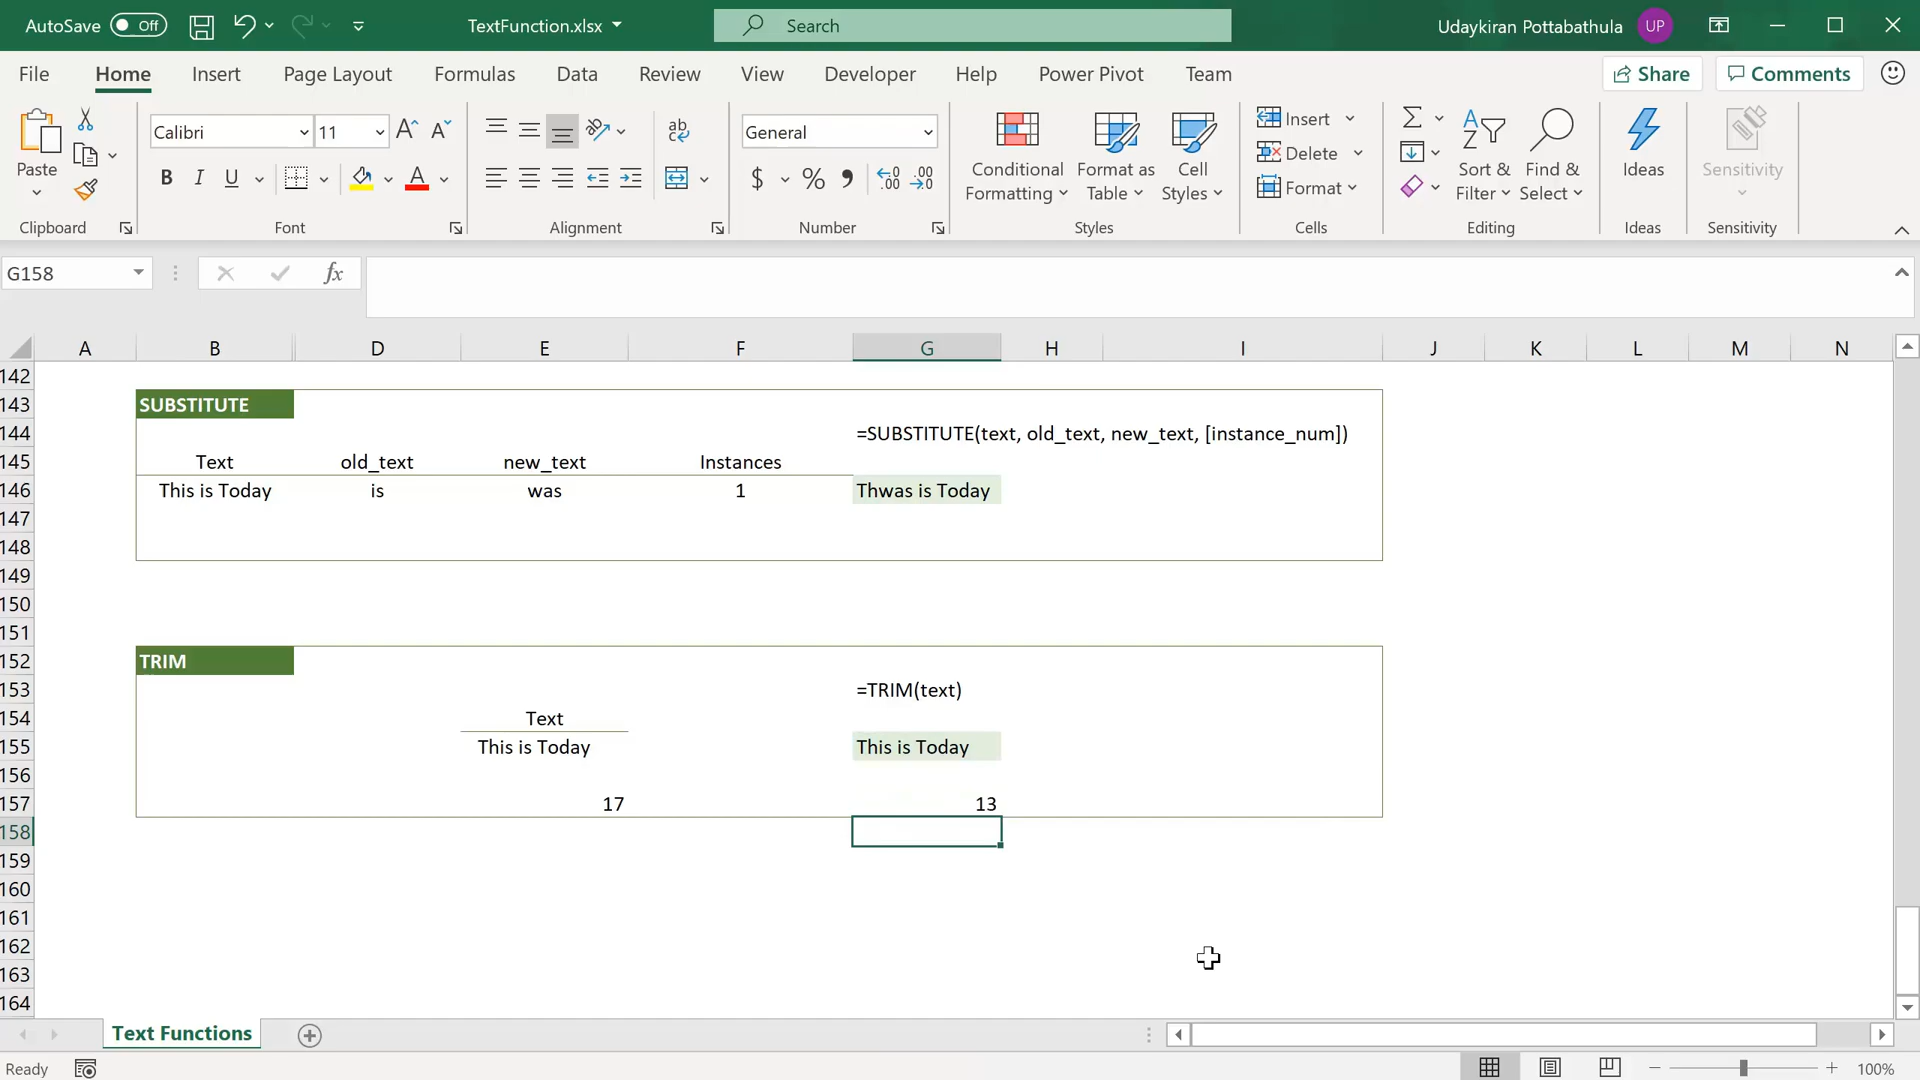 AutoSave Off TextFunction.xlsx Search Udaykiran Pottabathula UP
File Home Insert Page Layout Formulas Data Review View Developer Help Power Pivot Team Share Comments
Paste
Calibri 11
B I U
A A
A
ab
General
$ % 9
Conditional Formatting
Format as Table
Cell Styles
Insert
Delete
Format
Sort & Filter
Find & Select
Ideas
Sensitivity
Clipboard Font Alignment Number Styles Cells Editing Ideas Sensitivity
G158 fx
A B D E F G H I J K L M N
142
143 SUBSTITUTE
144 =SUBSTITUTE(text, old_text, new_text, [instance_num])
145 Text old_text new_text Instances
146 This is Today is was 1 Thwas is Today
147
148
149
150
151
152 TRIM
153 =TRIM(text)
154 Text
155 This is Today This is Today
156
157 17 13
158
159
160
161
162
163
164
Text Functions
Ready 100%